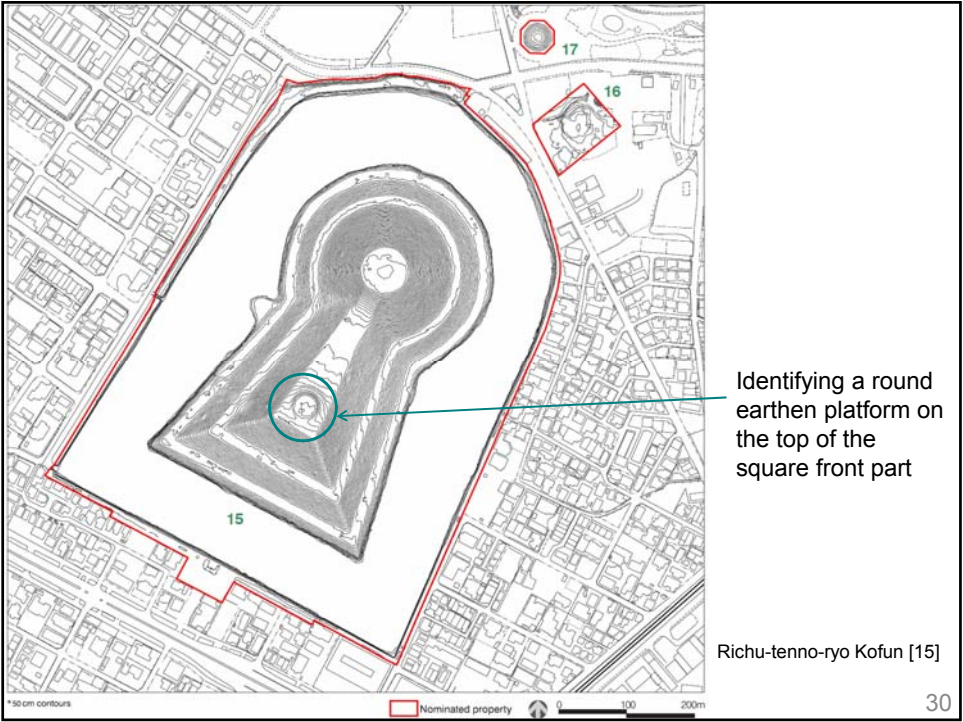 17
16
15
Identifying a round
earthen platform on
the top of the
square front part
Richu-tenno-ryo Kofun [15]
*50 cm contours
Nominated property
0 100 200m
30